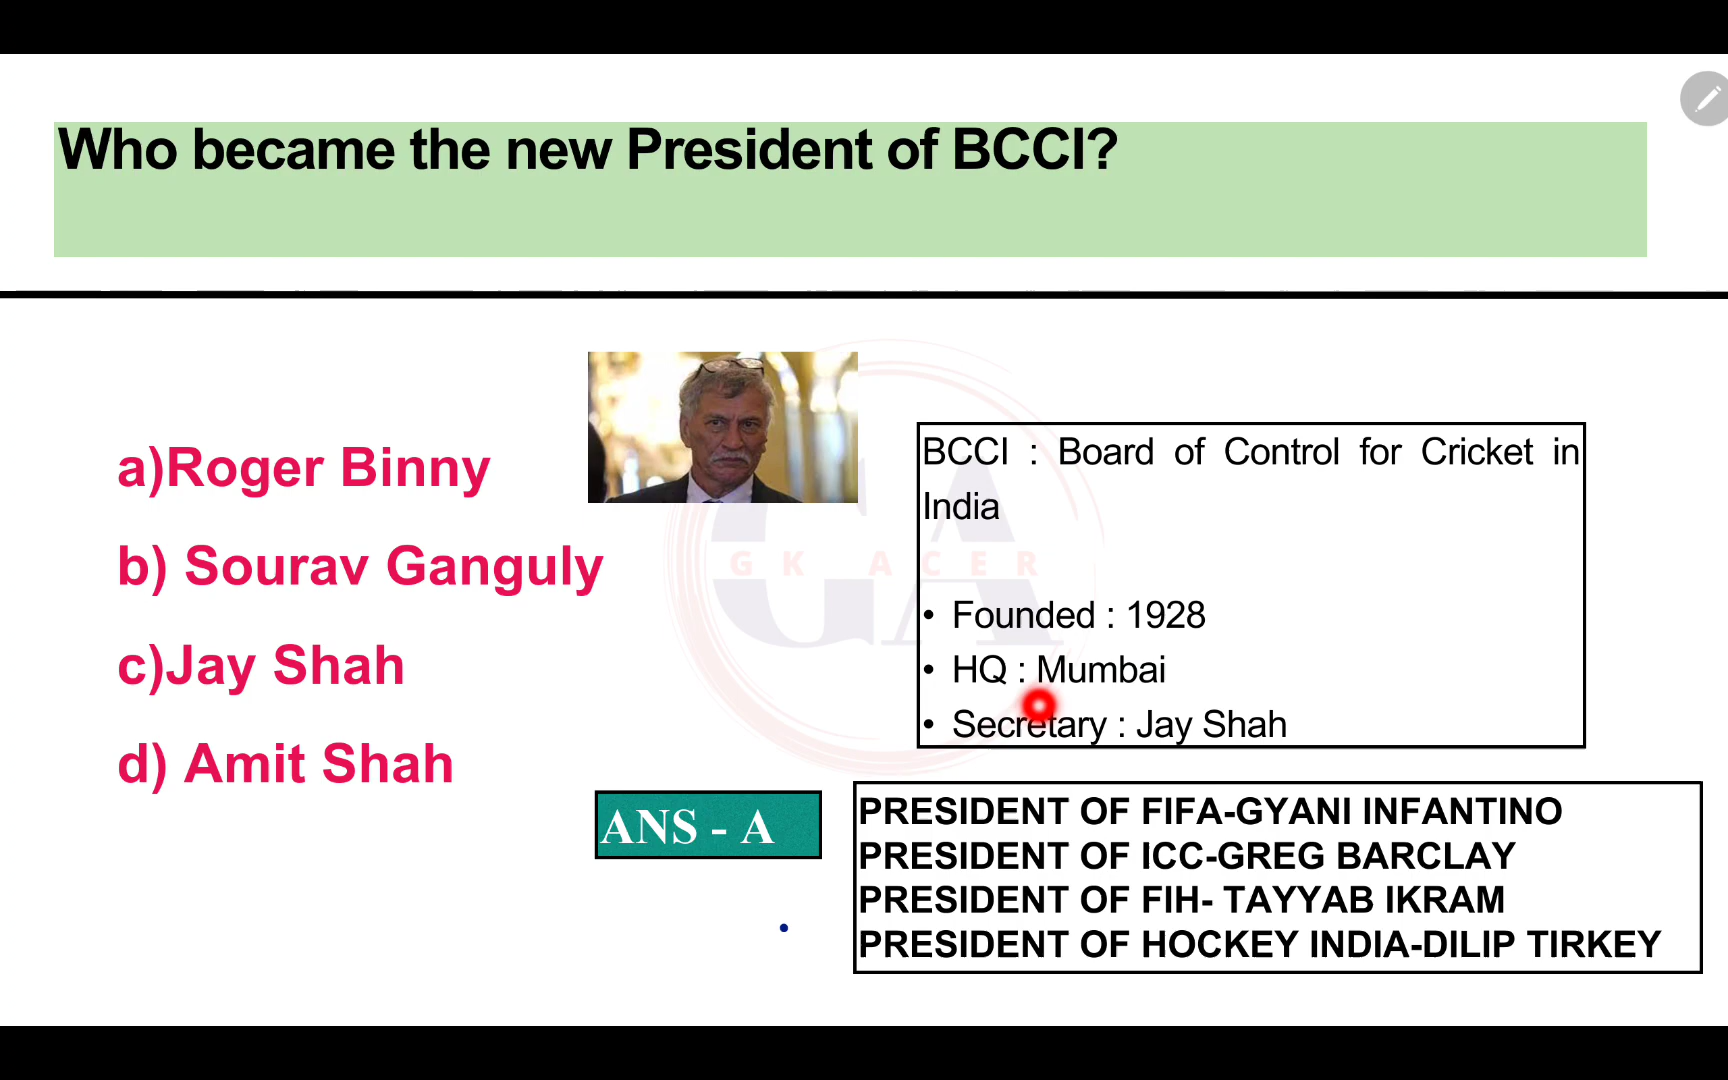 Who became the new President of BCCI?
a)Roger Binny
b) Sourav Ganguly
c)Jay Shah
d) Amit Shah
GK ACER
BCCI : Board of Control for Cricket in
India
• Founded : 1928
• HQ : Mumbai
• Secretary : Jay Shah
ANS - A
PRESIDENT OF FIFA-GYANI INFANTINO
PRESIDENT OF ICC-GREG BARCLAY
PRESIDENT OF FIH- TAYYAB IKRAM
PRESIDENT OF HOCKEY INDIA-DILIP TIRKEY